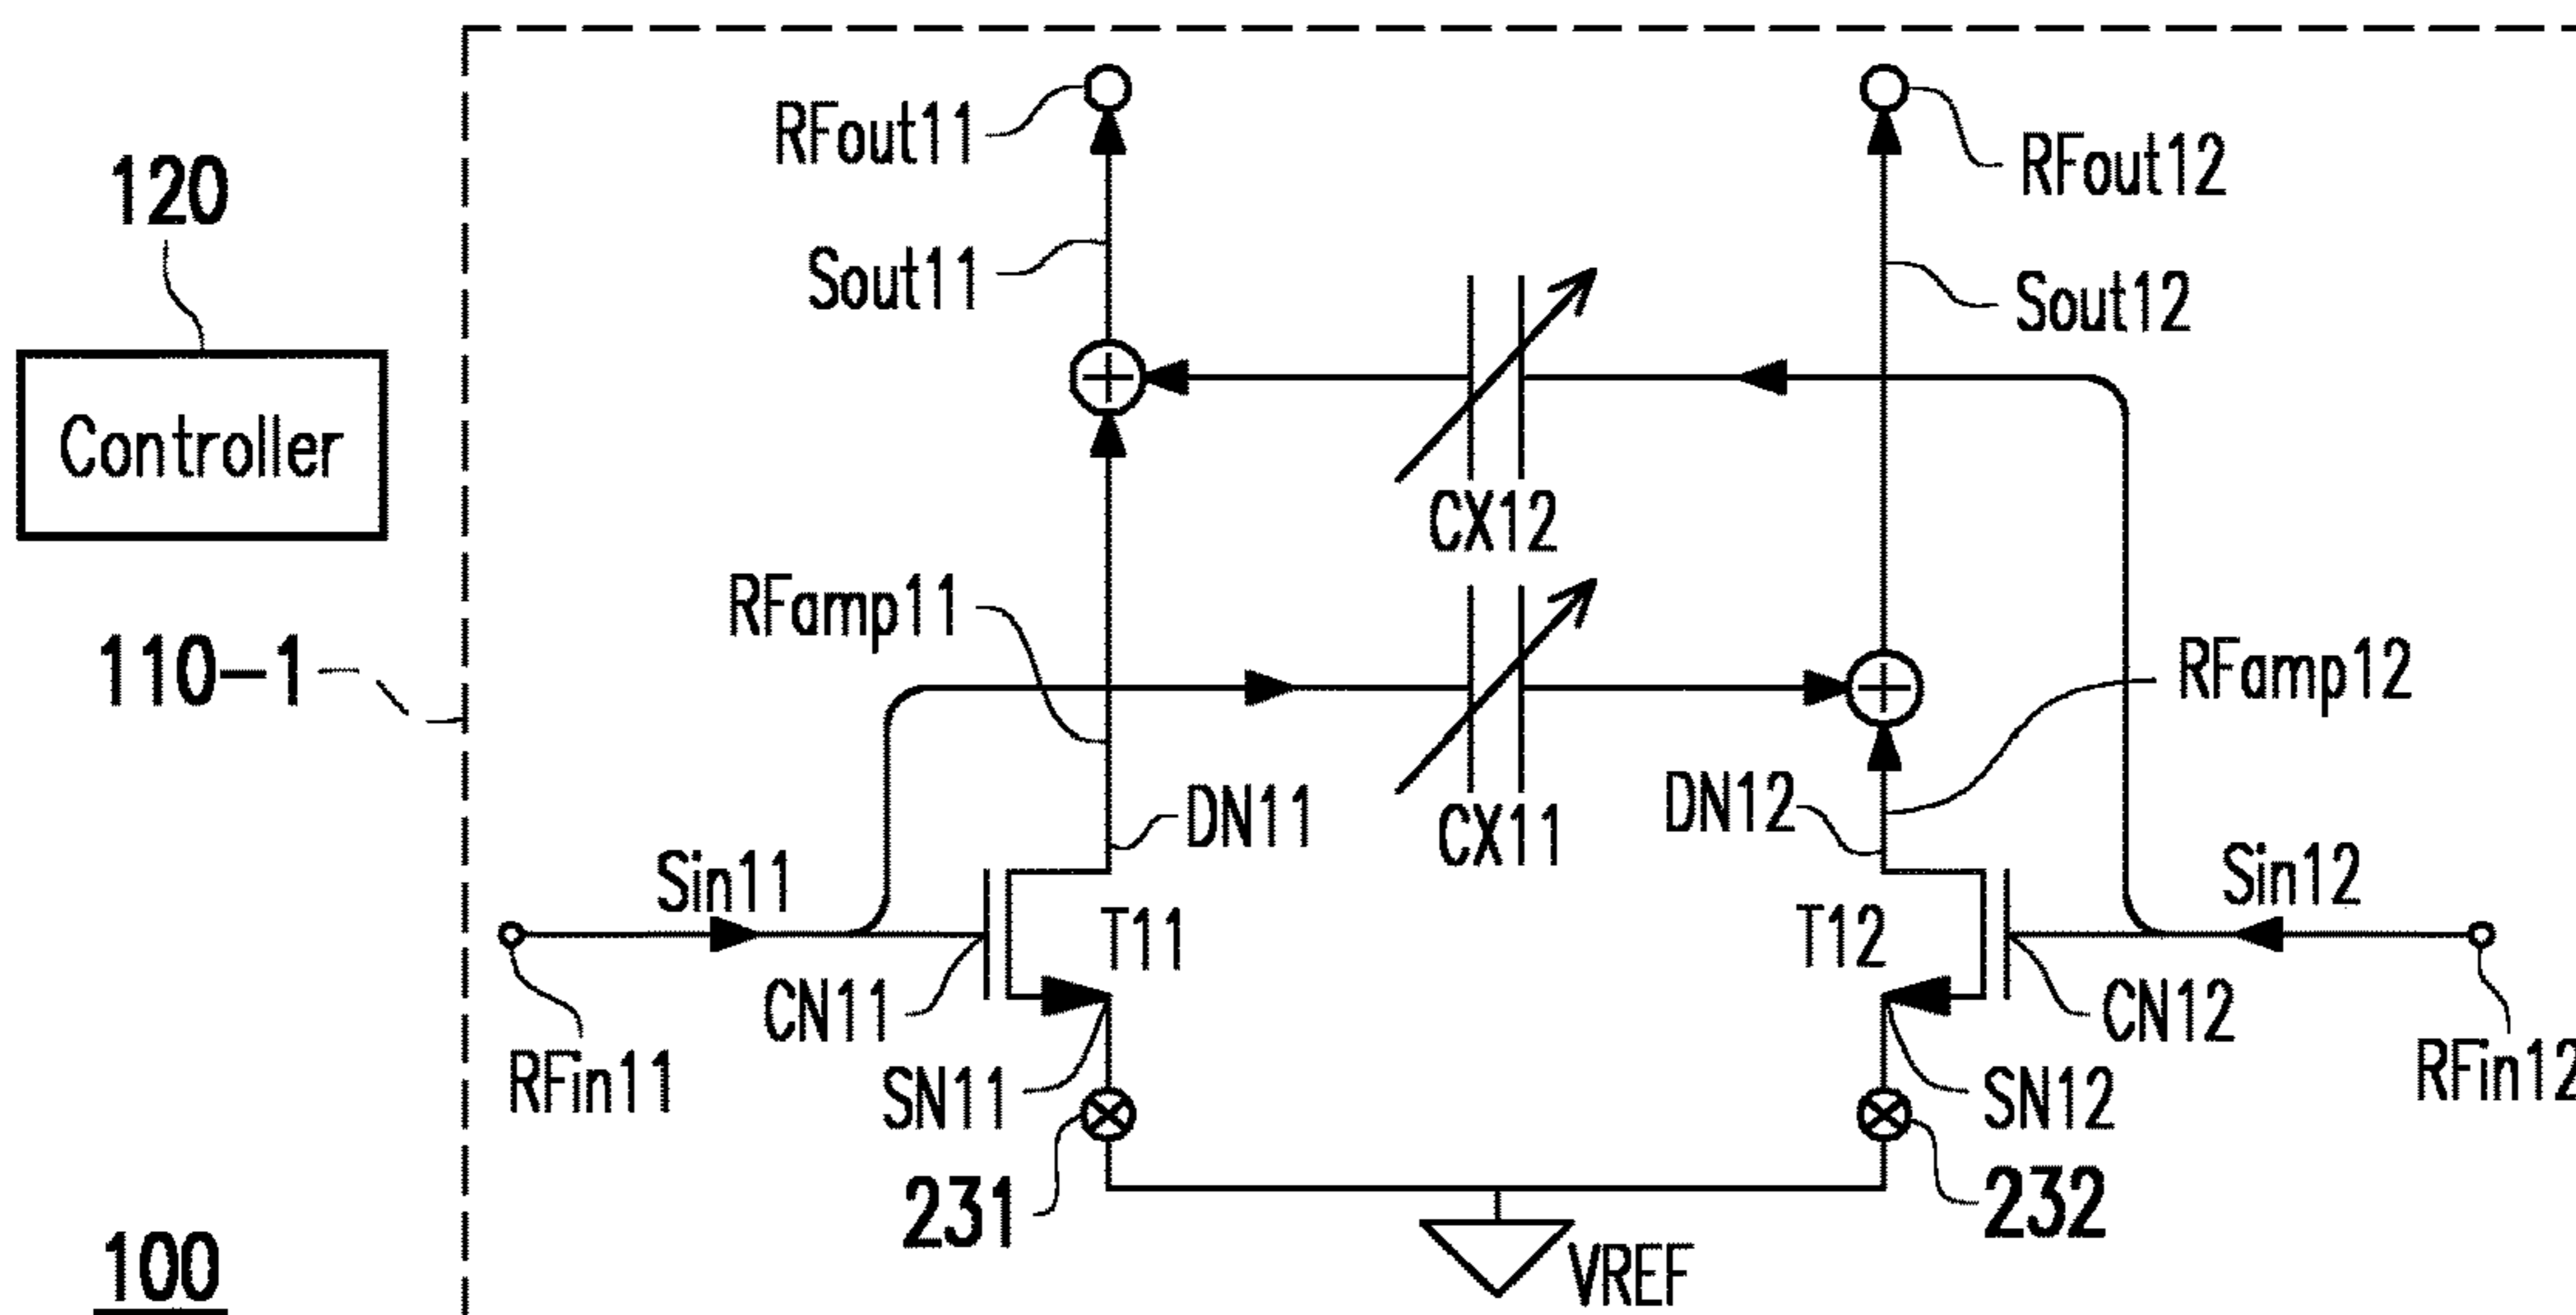 RFout11
RFout12
120
Sout11
Sout12
Controller
CX12
RFamp11
110-1
RFamp12
DN11
DN12
CX11
Sin11
Sin12
T11
T12
CN11
CN12
RFin11
RFin12
SN11
SN12
231
232
100
VREF